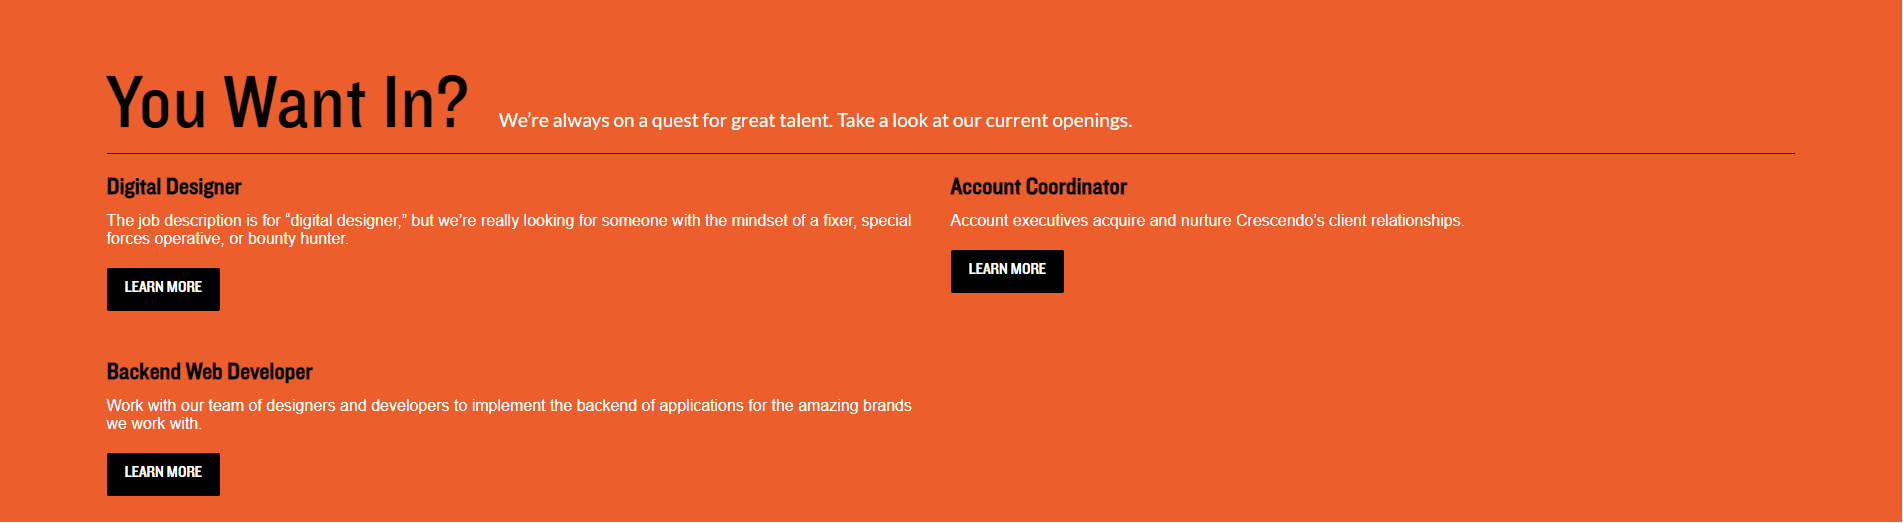 You Want In? We’re always on a quest for great talent. Take a look at our current openings.
Digital Designer
The job description is for “digital designer,” but we’re really looking for someone with the mindset of a fixer, special
forces operative, or bounty hunter.
LEARN MORE
Account Coordinator
Account executives acquire and nurture Crescendo’s client relationships.
LEARN MORE
Backend Web Developer
Work with our team of designers and developers to implement the backend of applications for the amazing brands
we work with.
LEARN MORE